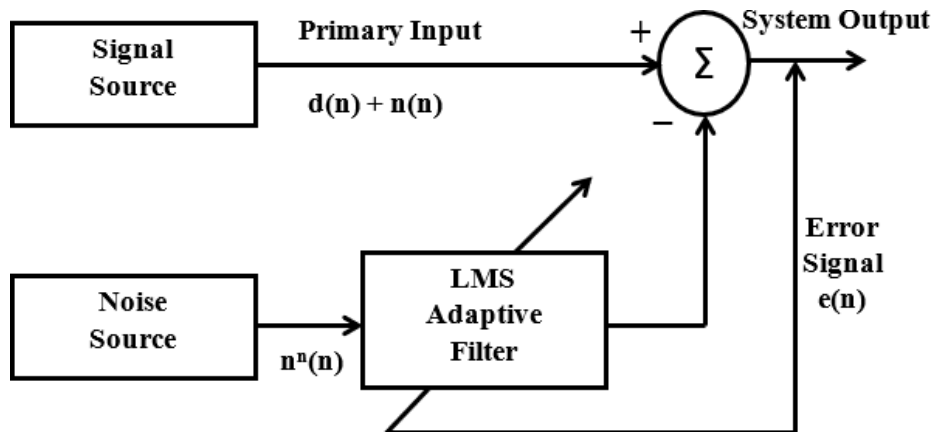 System Output
Primary Input
+
Signal
Source
Σ
d(n) + n(n)
−
Error
Signal
e(n)
LMS
Adaptive
Filter
Noise
Source
nⁿ(n)